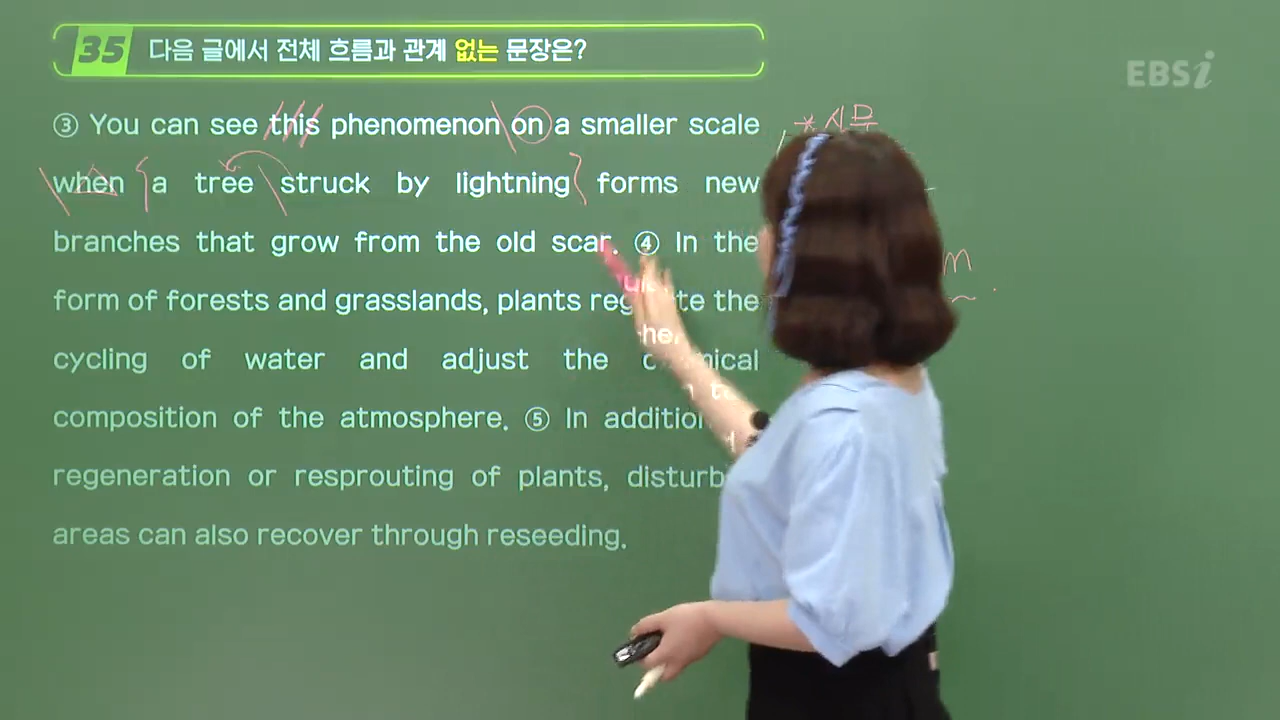 35 다음 글에서 전체 흐름과 관계 없는 문장은?
EBSi
③ You can see this phenomenon on a smaller scale
when a tree struck by lightning forms new
branches that grow from the old scar. ④ In the
form of forests and grasslands, plants the
cycling of water and adjust the
composition of the atmosphere. ⑤ In
regeneration or resprouting of plants,
areas can also recover through reseeding.